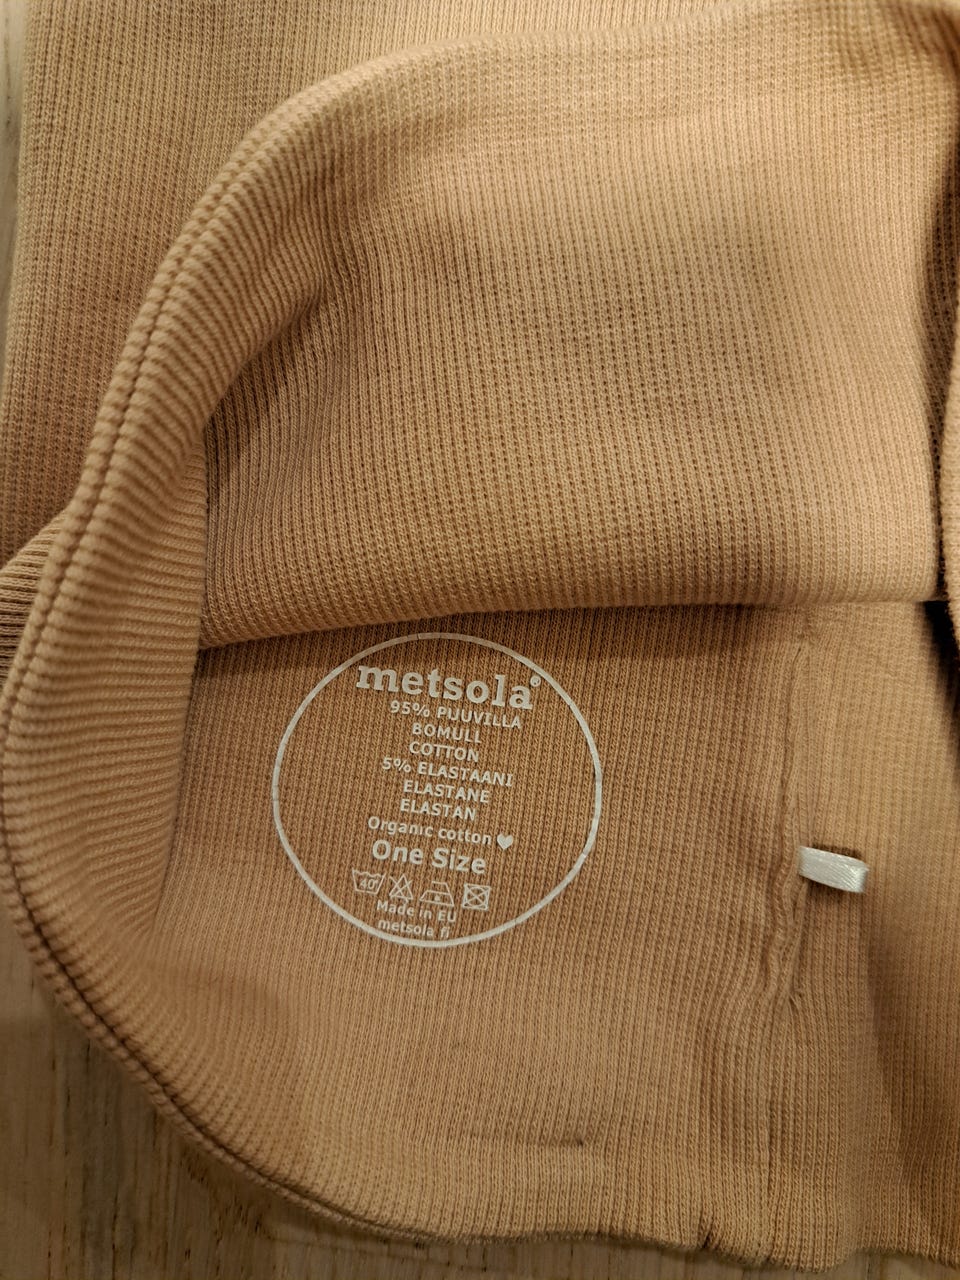 metsola®
95% PUUVILLA
BOMULL
COTTON
5% ELASTAANI
ELASTANE
ELASTAN
Organic cotton ♥
One Size
40°
Made in EU
metsola.fi